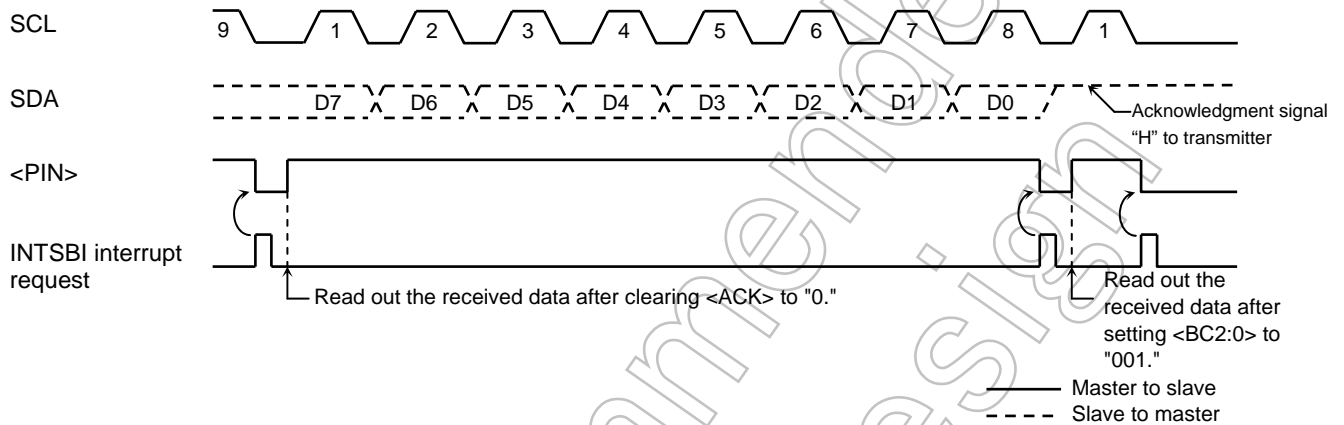 SCL 9 1 2 3 4 5 6 7 8 1
SDA D7 D6 D5 D4 D3 D2 D1 D0
Acknowledgment signal
“H” to transmitter
<PIN>
INTSBI interrupt
request
Read out the received data after clearing <ACK> to "0."
Read out the
received data after
setting <BC2:0> to
"001."
Master to slave
Slave to master